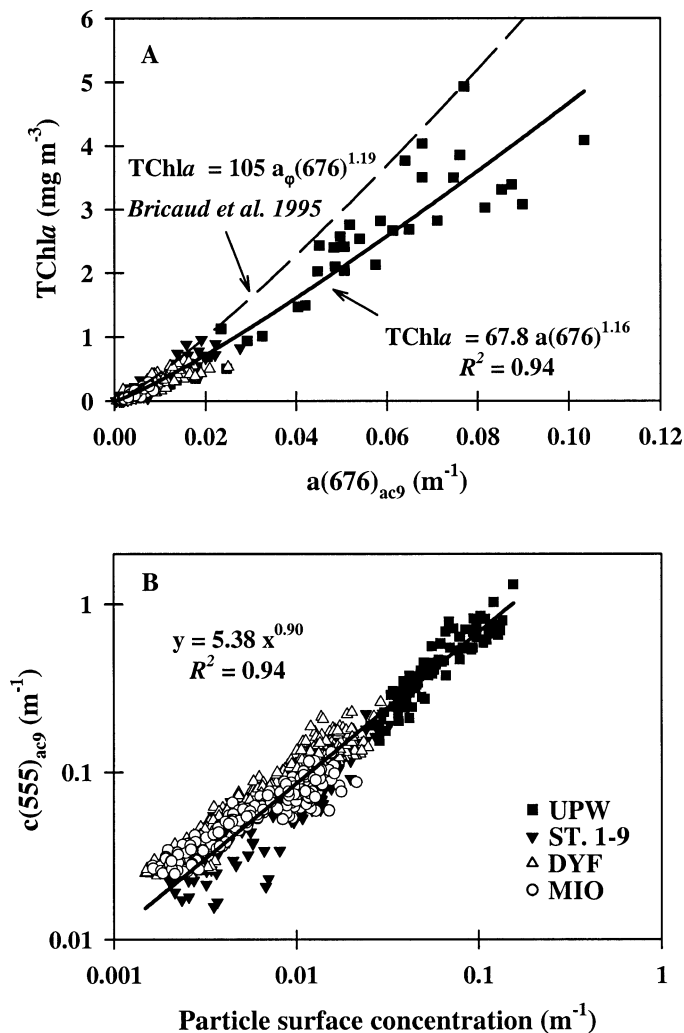 A
6
5
4
3
2
1
0
TChla (mg m-3)
TChla = 105 aφ(676)1.19
Bricaud et al. 1995
TChla = 67.8 a(676)1.16
R2 = 0.94
0.00 0.02 0.04 0.06 0.08 0.10 0.12
a(676)ac9 (m-1)
B
1
0.1
0.01
c(555)ac9 (m-1)
y = 5.38 x0.90
R2 = 0.94
UPW
ST. 1-9
DYF
MIO
0.001 0.01 0.1 1
Particle surface concentration (m-1)